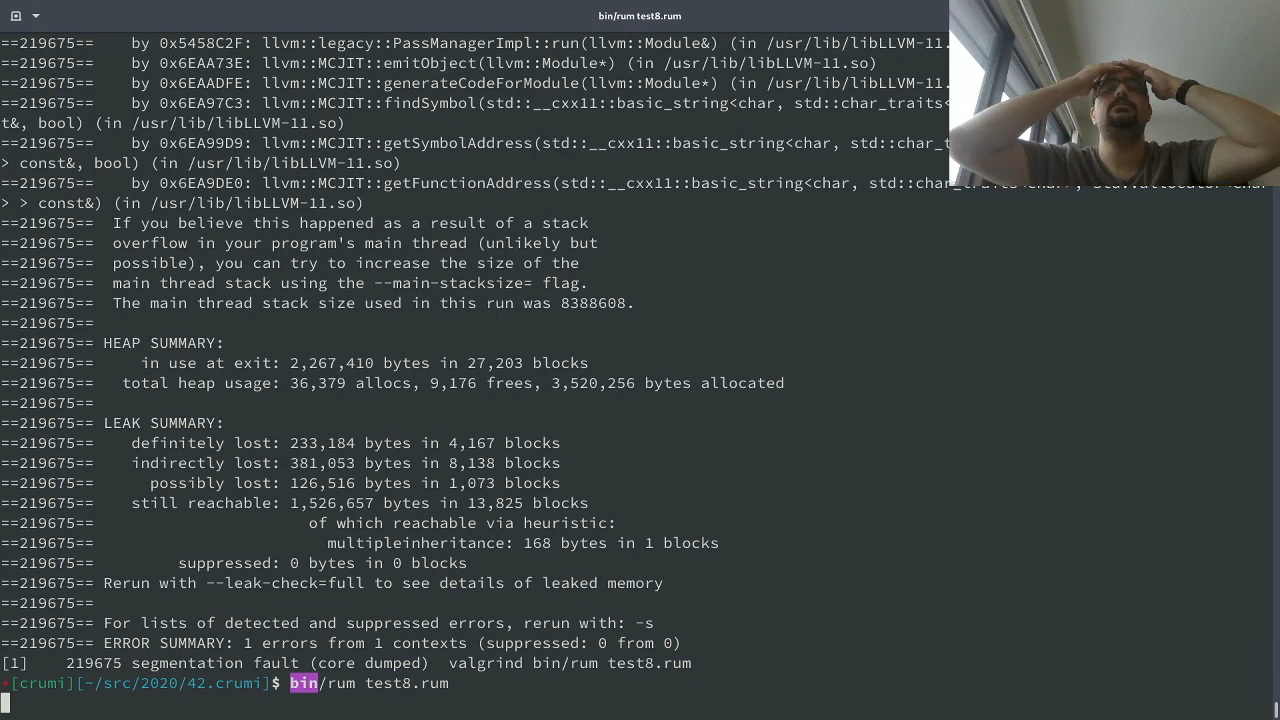 bin/rum test8.rum
==219675==    by 0x5458C2F: llvm::legacy::PassManagerImpl::run(llvm::Module&) (in /usr/lib/libLLVM-11.
==219675==    by 0x6EAA73E: llvm::MCJIT::emitObject(llvm::Module*) (in /usr/lib/libLLVM-11.so)
==219675==    by 0x6EAADFE: llvm::MCJIT::generateCodeForModule(llvm::Module*) (in /usr/lib/libLLVM-11.
==219675==    by 0x6EA97C3: llvm::MCJIT::findSymbol(std::__cxx11::basic_string<char, std::char_traits<
t&, bool) (in /usr/lib/libLLVM-11.so)
==219675==    by 0x6EA99D9: llvm::MCJIT::getSymbolAddress(std::__cxx11::basic_string<char, std::char_t
> const&, bool) (in /usr/lib/libLLVM-11.so)
==219675==    by 0x6EA9DE0: llvm::MCJIT::getFunctionAddress(std::__cxx11::basic_string<char, std::char_traits<char>, std::allocator<char
> > const&) (in /usr/lib/libLLVM-11.so)
==219675==  If you believe this happened as a result of a stack
==219675==  overflow in your program's main thread (unlikely but
==219675==  possible), you can try to increase the size of the
==219675==  main thread stack using the --main-stacksize= flag.
==219675==  The main thread stack size used in this run was 8388608.
==219675==
==219675== HEAP SUMMARY:
==219675==     in use at exit: 2,267,410 bytes in 27,203 blocks
==219675==   total heap usage: 36,379 allocs, 9,176 frees, 3,520,256 bytes allocated
==219675==
==219675== LEAK SUMMARY:
==219675==    definitely lost: 233,184 bytes in 4,167 blocks
==219675==    indirectly lost: 381,053 bytes in 8,138 blocks
==219675==      possibly lost: 126,516 bytes in 1,073 blocks
==219675==    still reachable: 1,526,657 bytes in 13,825 blocks
==219675==                       of which reachable via heuristic:
==219675==                         multipleinheritance: 168 bytes in 1 blocks
==219675==         suppressed: 0 bytes in 0 blocks
==219675== Rerun with --leak-check=full to see details of leaked memory
==219675==
==219675== For lists of detected and suppressed errors, rerun with: -s
==219675== ERROR SUMMARY: 1 errors from 1 contexts (suppressed: 0 from 0)
[1]    219675 segmentation fault (core dumped)  valgrind bin/rum test8.rum
•[crumi][~/src/2020/42.crumi]$ bin/rum test8.rum